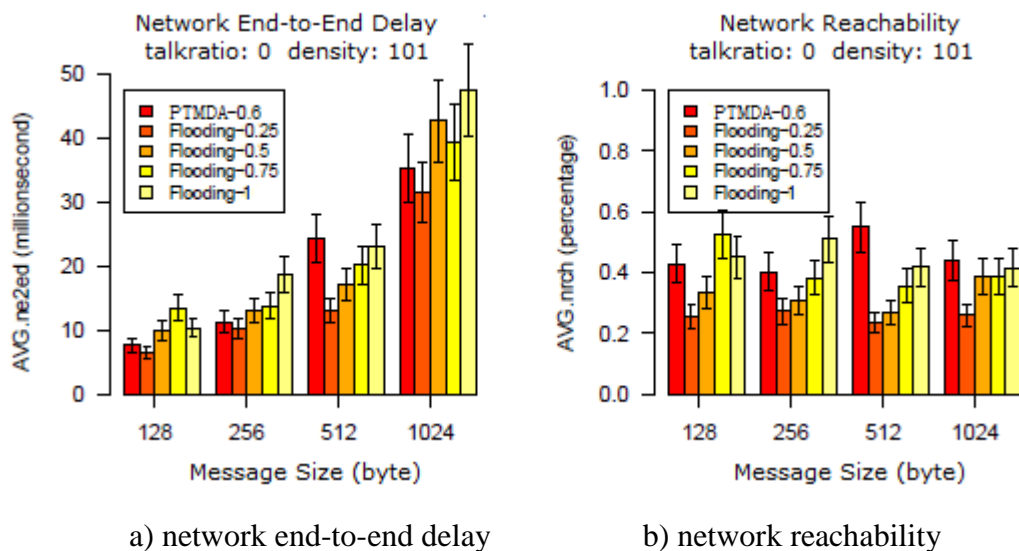 Network End-to-End Delay
talkratio: 0 density: 101
AVG.ne2ed (millionsecond)
50
40
30
20
10
0
PTMDA-0.6
Flooding-0.25
Flooding-0.5
Flooding-0.75
Flooding-1
128 256 512 1024
Message Size (byte)
a) network end-to-end delay
Network Reachability
talkratio: 0 density: 101
AVG.nrch (percentage)
1.0
0.8
0.6
0.4
0.2
0.0
PTMDA-0.6
Flooding-0.25
Flooding-0.5
Flooding-0.75
Flooding-1
128 256 512 1024
Message Size (byte)
b) network reachability